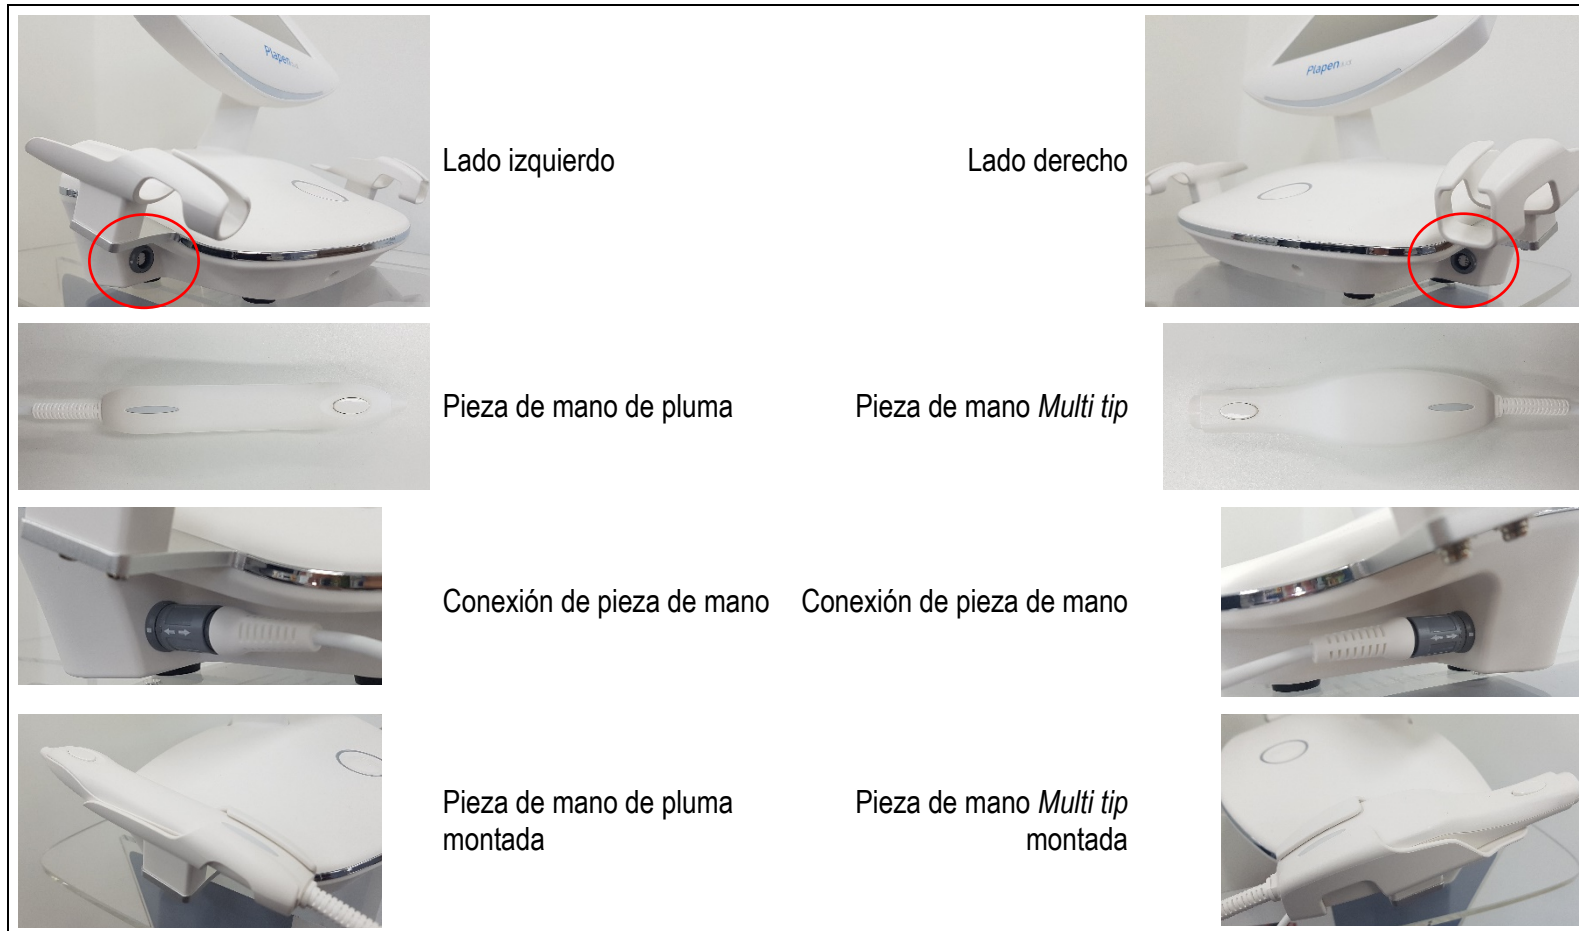 Plapen
Lado izquierdo
Lado derecho
Plapen
Pieza de mano de pluma
Pieza de mano Multi tip
Conexión de pieza de mano
Conexión de pieza de mano
Pieza de mano de pluma
montada
Pieza de mano Multi tip
montada